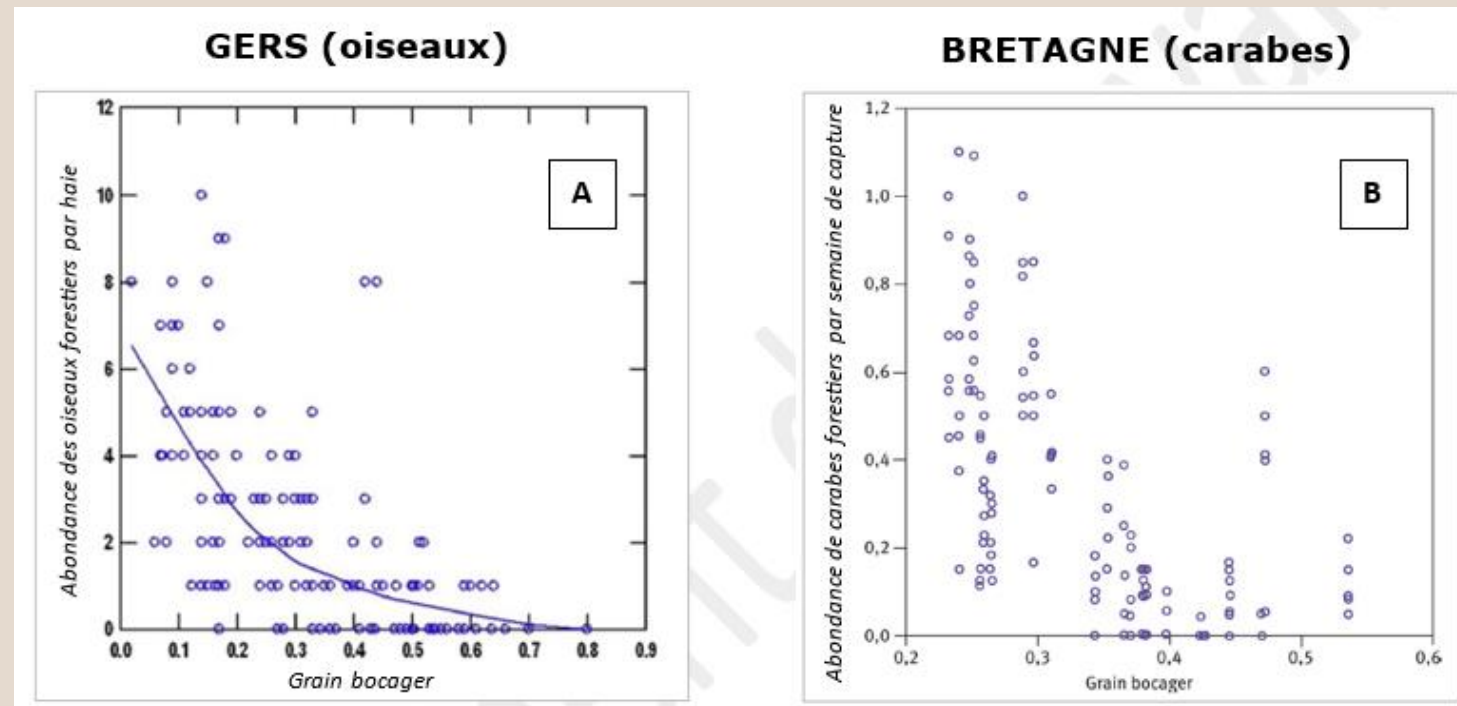 GERS (oiseaux)
Abondance des oiseaux forestiers par haie
12
10
8
6
4
2
0
A
0.0 0.1 0.2 0.3 0.4 0.5 0.6 0.7 0.8 0.9
Grain bocager
BRETAGNE (carabes)
Abondance de carabes forestiers par semaine de capture
1,2
1,0
0,8
0,6
0,4
0,2
0,0
B
0,2 0,3 0,4 0,5 0,6
Grain bocager